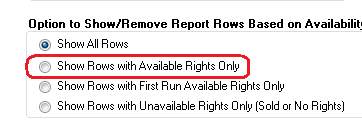 Option to Show/Remove Report Rows Based on Availability
Show All Rows
Show Rows with Available Rights Only
Show Rows with First Run Available Rights Only
Show Rows with Unavailable Rights Only (Sold or No Rights)